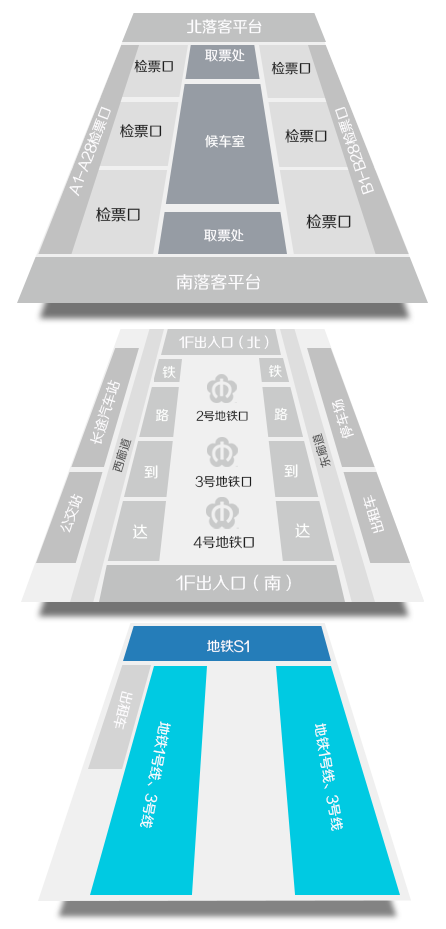 北落客平台
检票口
取票处
检票口
A1-A28检票口
检票口
候车室
检票口
B1-B28检票口
检票口
检票口
取票处
南落客平台
1F出入口（北）
铁
铁
长途汽车站
路
2号地铁口
路
停车场
西廊道
东廊道
到
3号地铁口
到
公交站
出租车
达
4号地铁口
达
1F出入口（南）
地铁S1
出租车
地铁1号线、3号线
地铁1号线、3号线